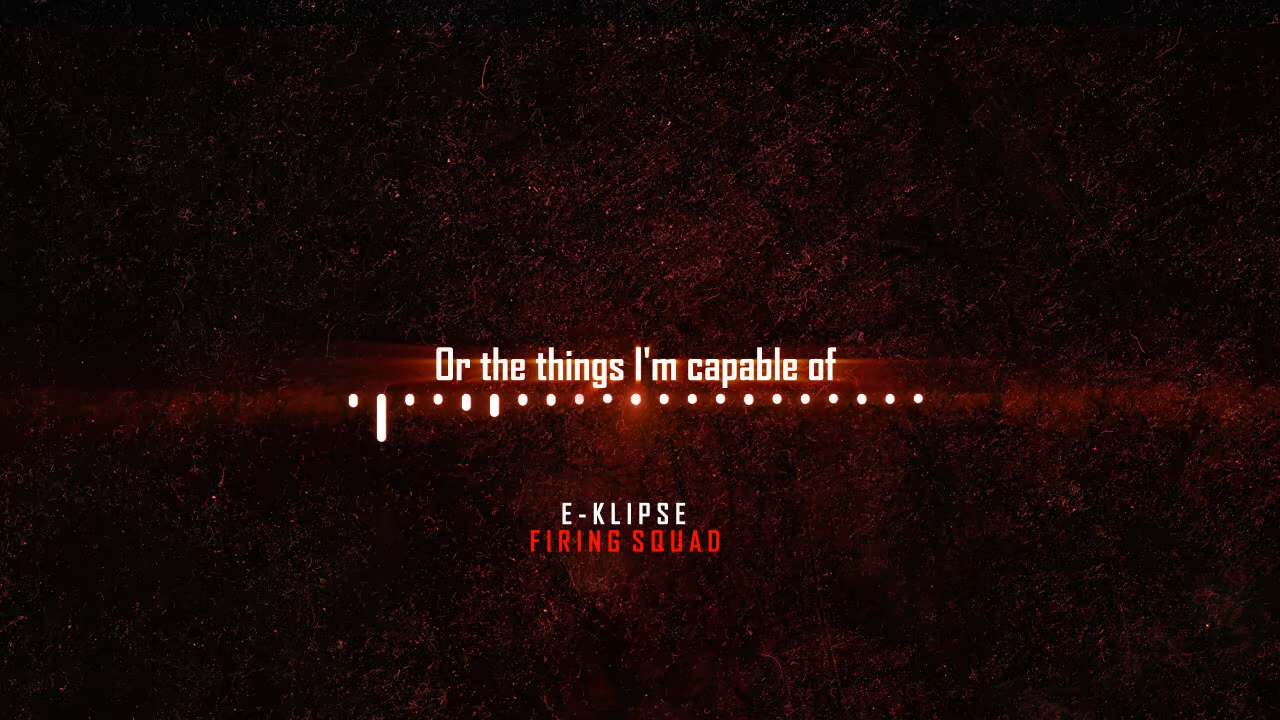 Or the things I'm capable of
E-KLIPSE
FIRING SQUAD